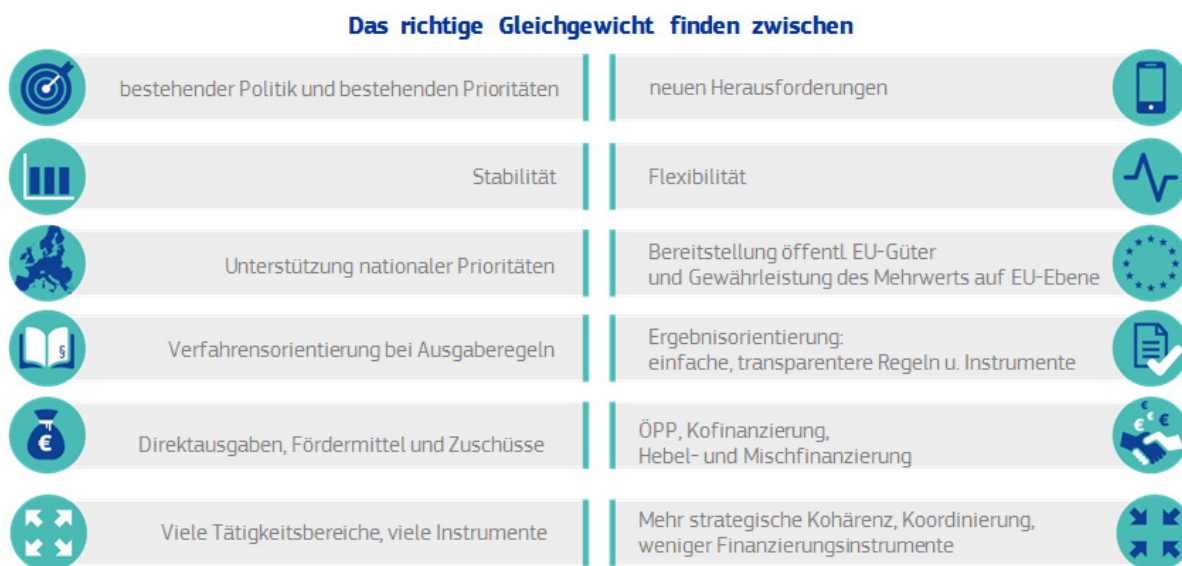 Das richtige Gleichgewicht finden zwischen
bestehender Politik und bestehenden Prioritäten
neuen Herausforderungen
Stabilität
Flexibilität
Unterstützung nationaler Prioritäten
Bereitstellung öffentl. EU-Güter
und Gewährleistung des Mehrwerts auf EU-Ebene
§
Verfahrensorientierung bei Ausgaberegeln
Ergebnisorientierung:
einfache, transparentere Regeln u. Instrumente
€
Direktausgaben, Fördermittel und Zuschüsse
ÖPP, Kofinanzierung,
Hebel- und Mischfinanzierung
€ € € €
Viele Tätigkeitsbereiche, viele Instrumente
Mehr strategische Kohärenz, Koordinierung,
weniger Finanzierungsinstrumente